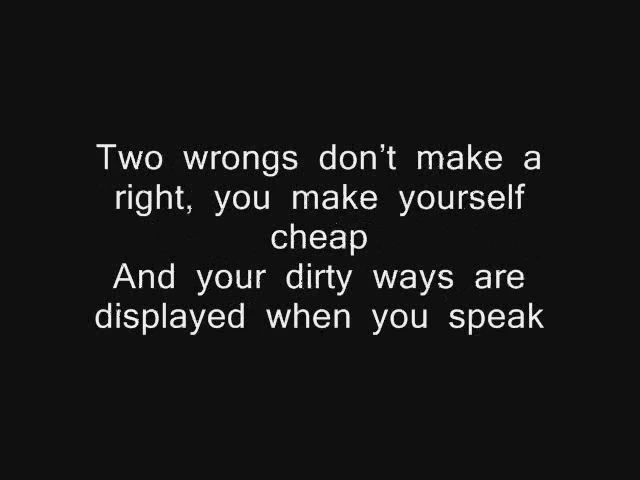 Two wrongs don't make a
right, you make yourself
cheap
And your dirty ways are
displayed when you speak